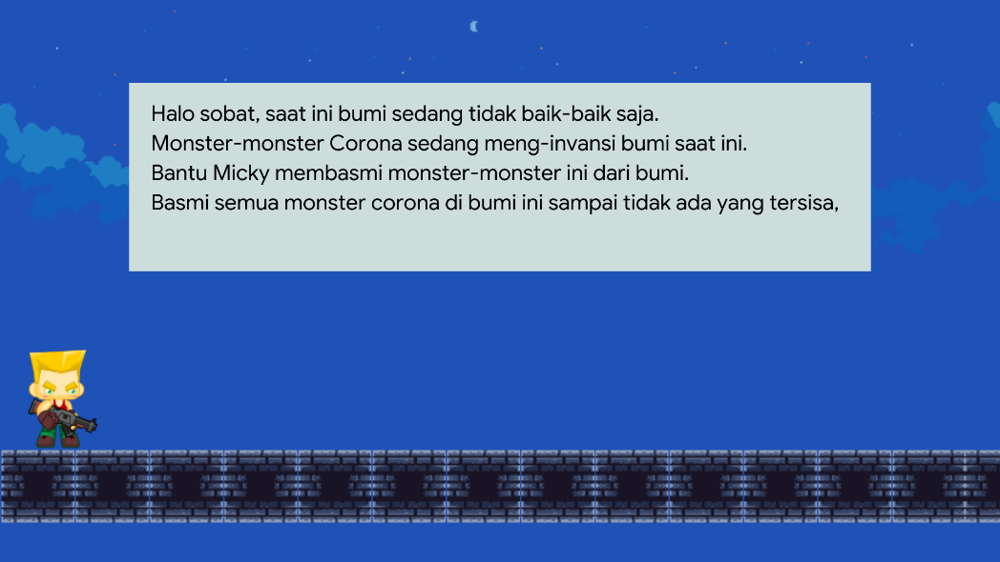 Halo sobat, saat ini bumi sedang tidak baik-baik saja.
Monster-monster Corona sedang meng-invansi bumi saat ini.
Bantu Micky membasmi monster-monster ini dari bumi.
Basmi semua monster corona di bumi ini sampai tidak ada yang tersisa,